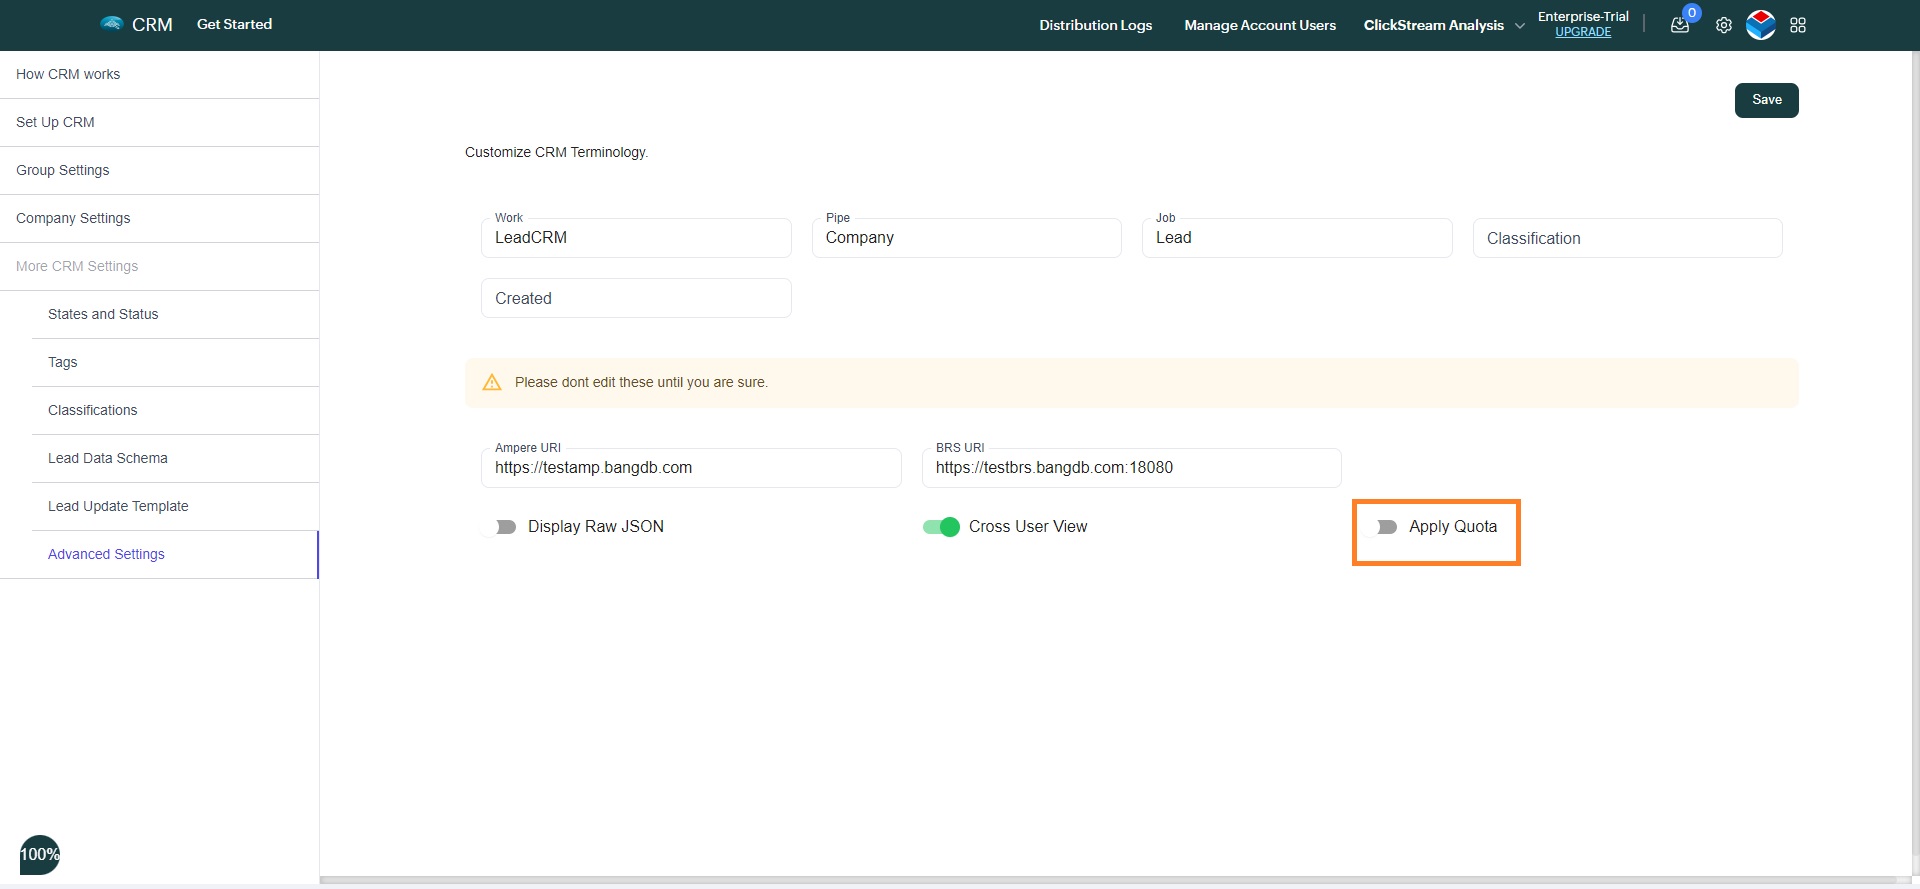 CRM Get Started Distribution Logs Manage Account Users ClickStream Analysis Enterprise-Trial 0
UPGRADE
How CRM works
Set Up CRM
Group Settings
Company Settings
More CRM Settings
States and Status
Tags
Classifications
Lead Data Schema
Lead Update Template
Advanced Settings
100%
Save
Customize CRM Terminology.
Work Pipe Job
LeadCRM Company Lead Classification
Created
Please dont edit these until you are sure.
Ampere URI BRS URI
https://testamp.bangdb.com https://testbrs.bangdb.com:18080
Display Raw JSON Cross User View Apply Quota